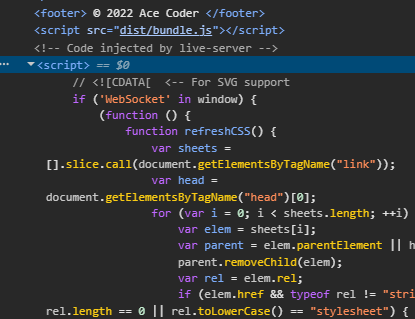 <footer> © 2022 Ace Coder </footer>
<script src="dist/bundle.js"></script>
<!-- Code injected by live-server -->
<script> == $0
// <![CDATA[  <-- For SVG support
if ('WebSocket' in window) {
(function () {
function refreshCSS() {
var sheets =
[].slice.call(document.getElementsByTagName("link"));
var head =
document.getElementsByTagName("head")[0];
for (var i = 0; i < sheets.length; ++i)
var elem = sheets[i];
var parent = elem.parentElement || h
parent.removeChild(elem);
var rel = elem.rel;
if (elem.href && typeof rel != "stri
rel.length == 0 || rel.toLowerCase() == "stylesheet") {